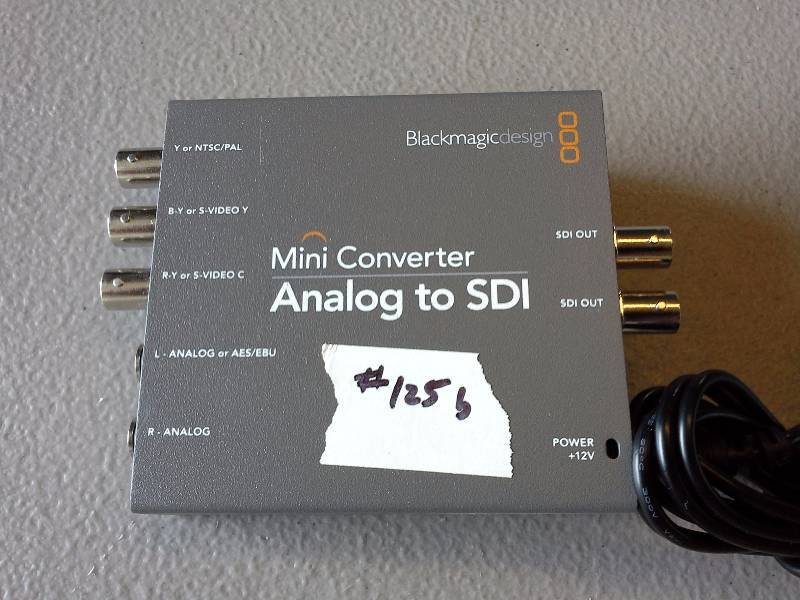 Blackmagicdesign
Y or NTSC/PAL
B-Y or S-VIDEO Y
R-Y or S-VIDEO C
L - ANALOG or AES/EBU
R - ANALOG
Mini Converter
Analog to SDI
#125 b
SDI OUT
SDI OUT
POWER
+12V